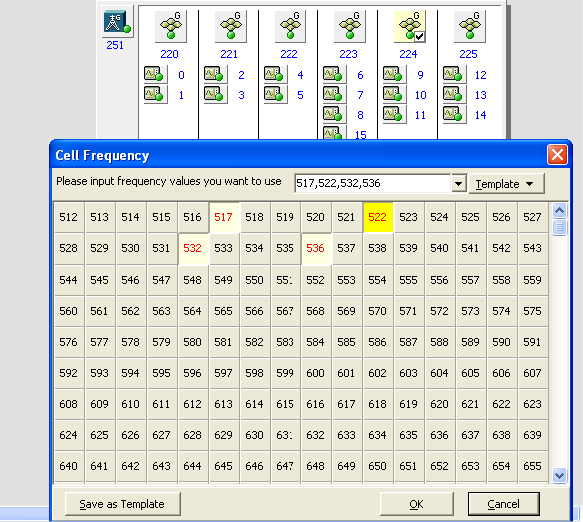 G G G G G G G
251 220 221 222 223 224 225
0 2 4 6 9 12
1 3 5 7 10 13
8 11 14
15
Cell Frequency
Please input frequency values you want to use 517,522,532,536 Template
512 513 514 515 516 517 518 519 520 521 522 523 524 525 526 527
528 529 530 531 532 533 534 535 536 537 538 539 540 541 542 543
544 545 546 547 548 549 550 551 552 553 554 555 556 557 558 559
560 561 562 563 564 565 566 567 568 569 570 571 572 573 574 575
576 577 578 579 580 581 582 583 584 585 586 587 588 589 590 591
592 593 594 595 596 597 598 599 600 601 602 603 604 605 606 607
608 609 610 611 612 613 614 615 616 617 618 619 620 621 622 623
624 625 626 627 628 629 630 631 632 633 634 635 636 637 638 639
640 641 642 643 644 645 646 647 648 649 650 651 652 653 654 655
Save as Template OK Cancel